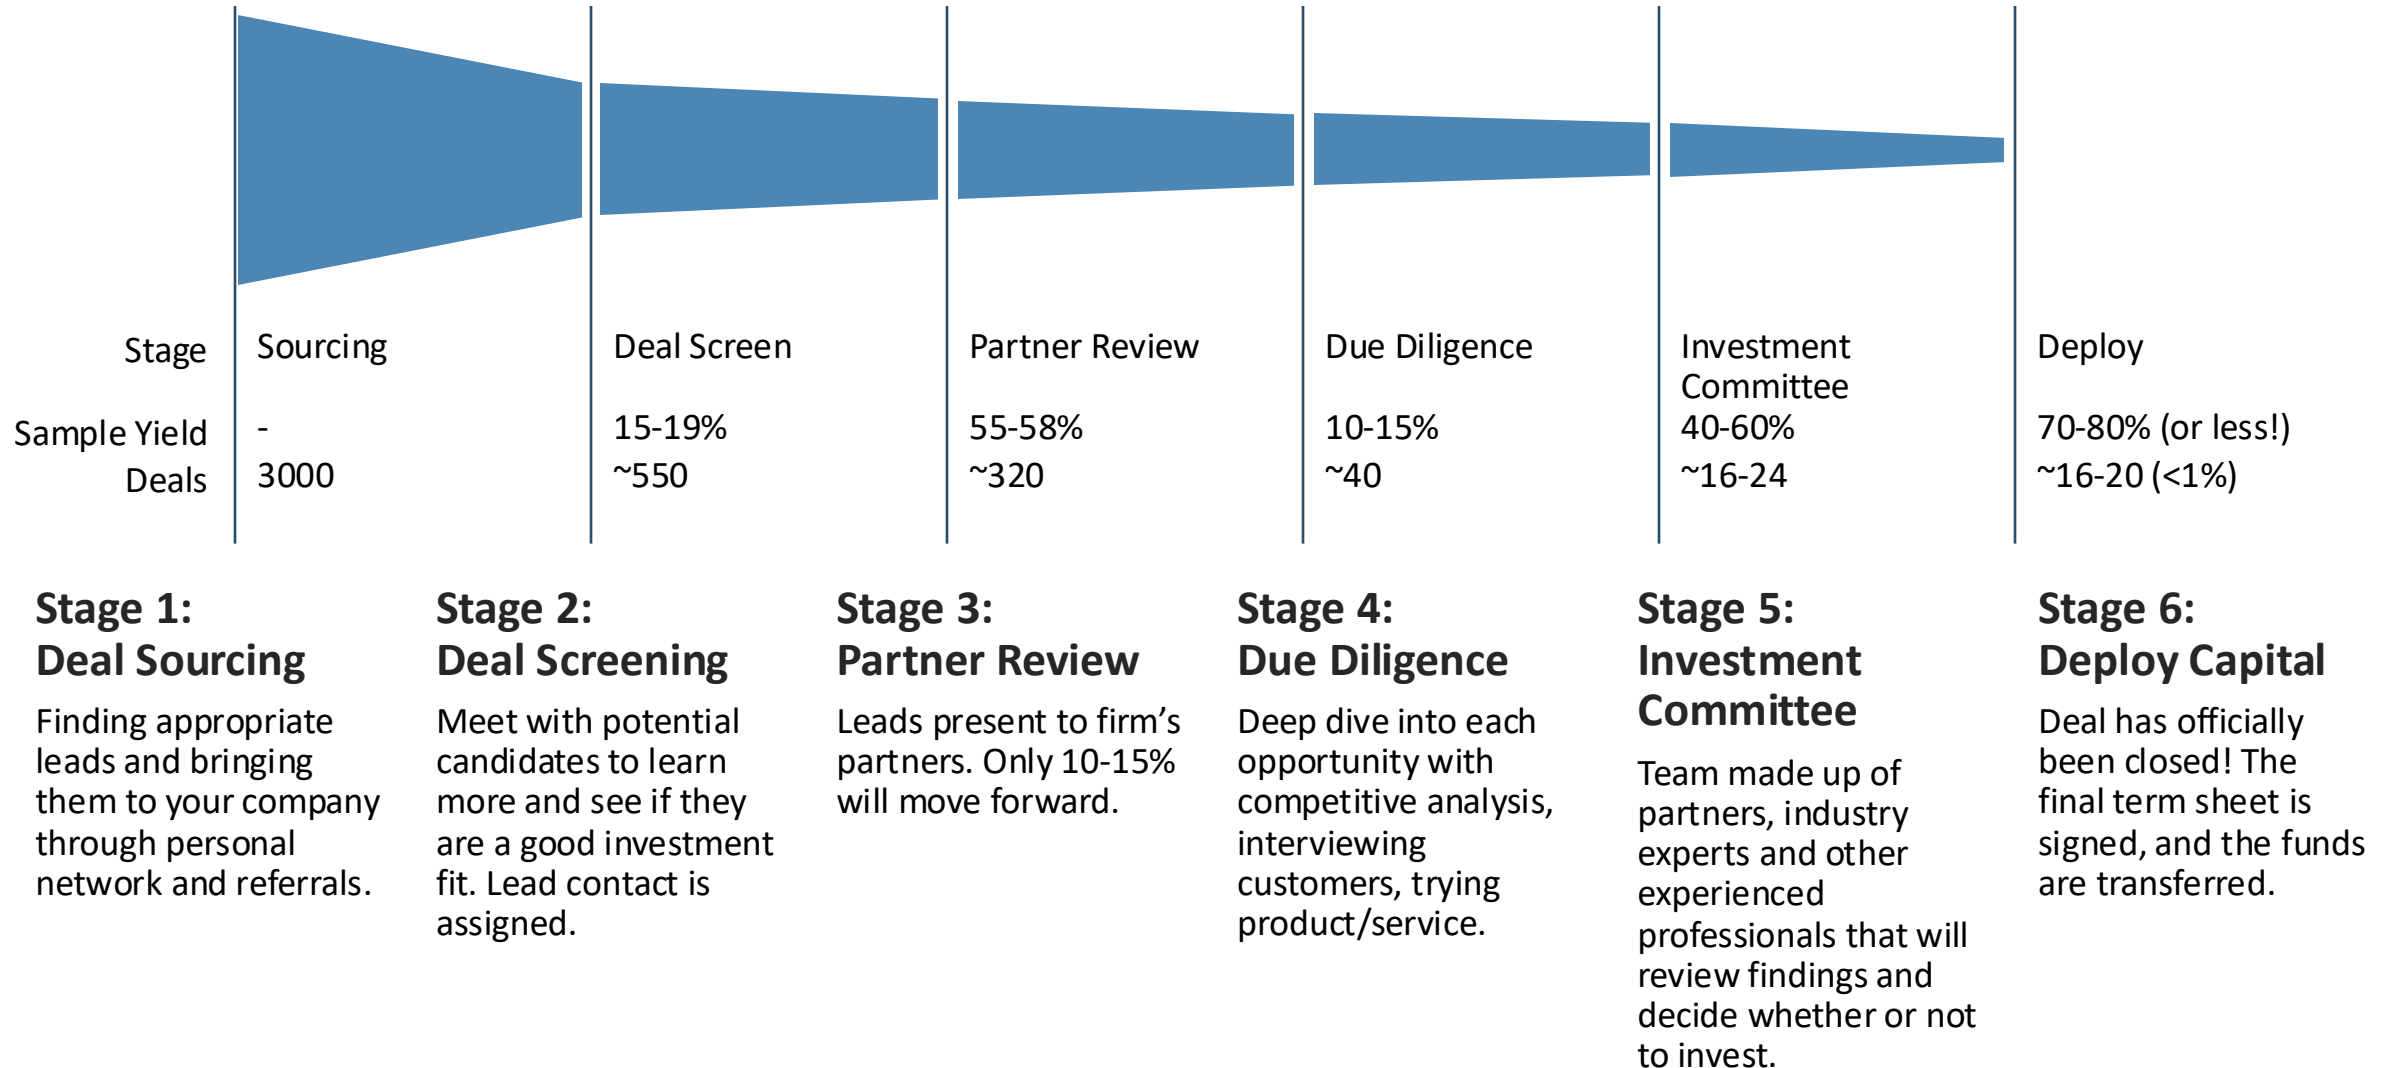 Stage
Sourcing
Deal Screen
Partner Review
Due Diligence
Investment
Committee
Deploy
Sample Yield
-
15-19%
55-58%
10-15%
40-60%
70-80% (or less!)
Deals
3000
~550
~320
~40
~16-24
~16-20 (<1%)
Stage 1:
Deal Sourcing
Finding appropriate
leads and bringing
them to your company
through personal
network and referrals.
Stage 2:
Deal Screening
Meet with potential
candidates to learn
more and see if they
are a good investment
fit. Lead contact is
assigned.
Stage 3:
Partner Review
Leads present to firm’s
partners. Only 10-15%
will move forward.
Stage 4:
Due Diligence
Deep dive into each
opportunity with
competitive analysis,
interviewing
customers, trying
product/service.
Stage 5:
Investment
Committee
Team made up of
partners, industry
experts and other
experienced
professionals that will
review findings and
decide whether or not
to invest.
Stage 6:
Deploy Capital
Deal has officially
been closed! The
final term sheet is
signed, and the funds
are transferred.